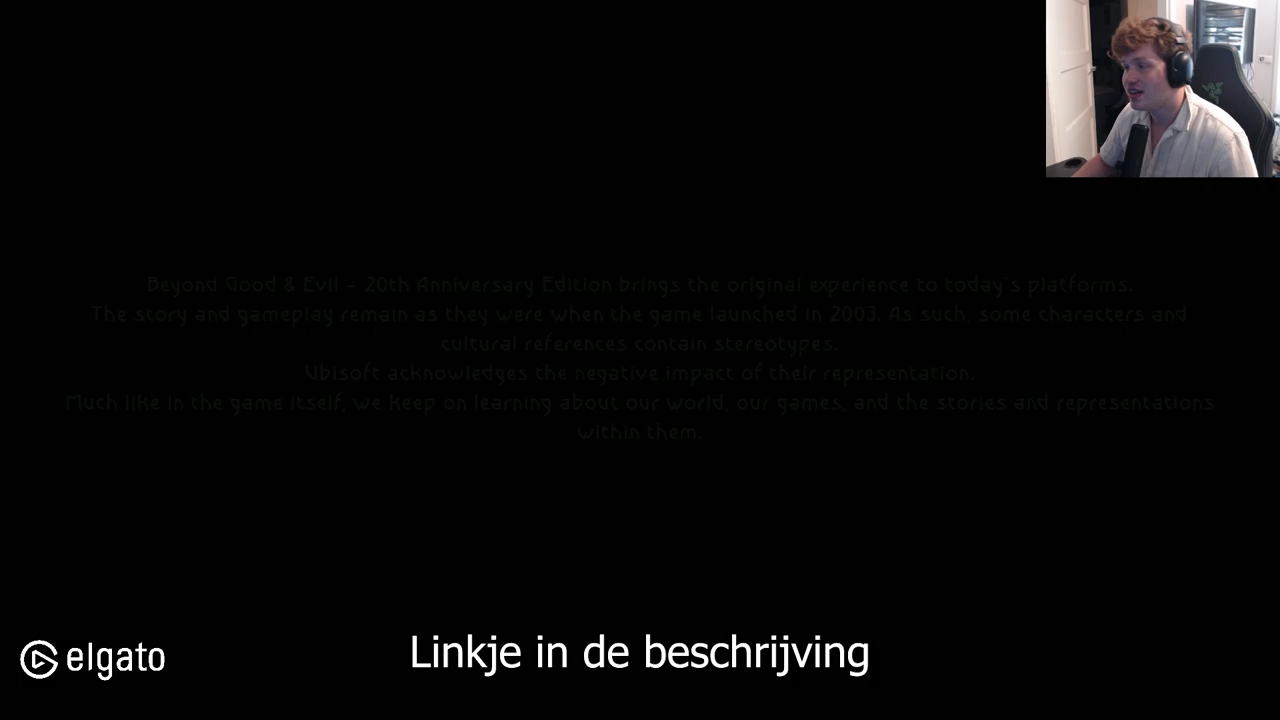 Beyond Good & Evil - 20th Anniversary Edition brings the original experience to today's platforms.
The story and gameplay remain as they were when the game launched in 2003. As such, some characters and
cultural references contain stereotypes.
Ubisoft acknowledges the negative impact of their representation.
Much like in the game itself, we keep on learning about our world, our games, and the stories and representations
within them.
elgato
Linkje in de beschrijving